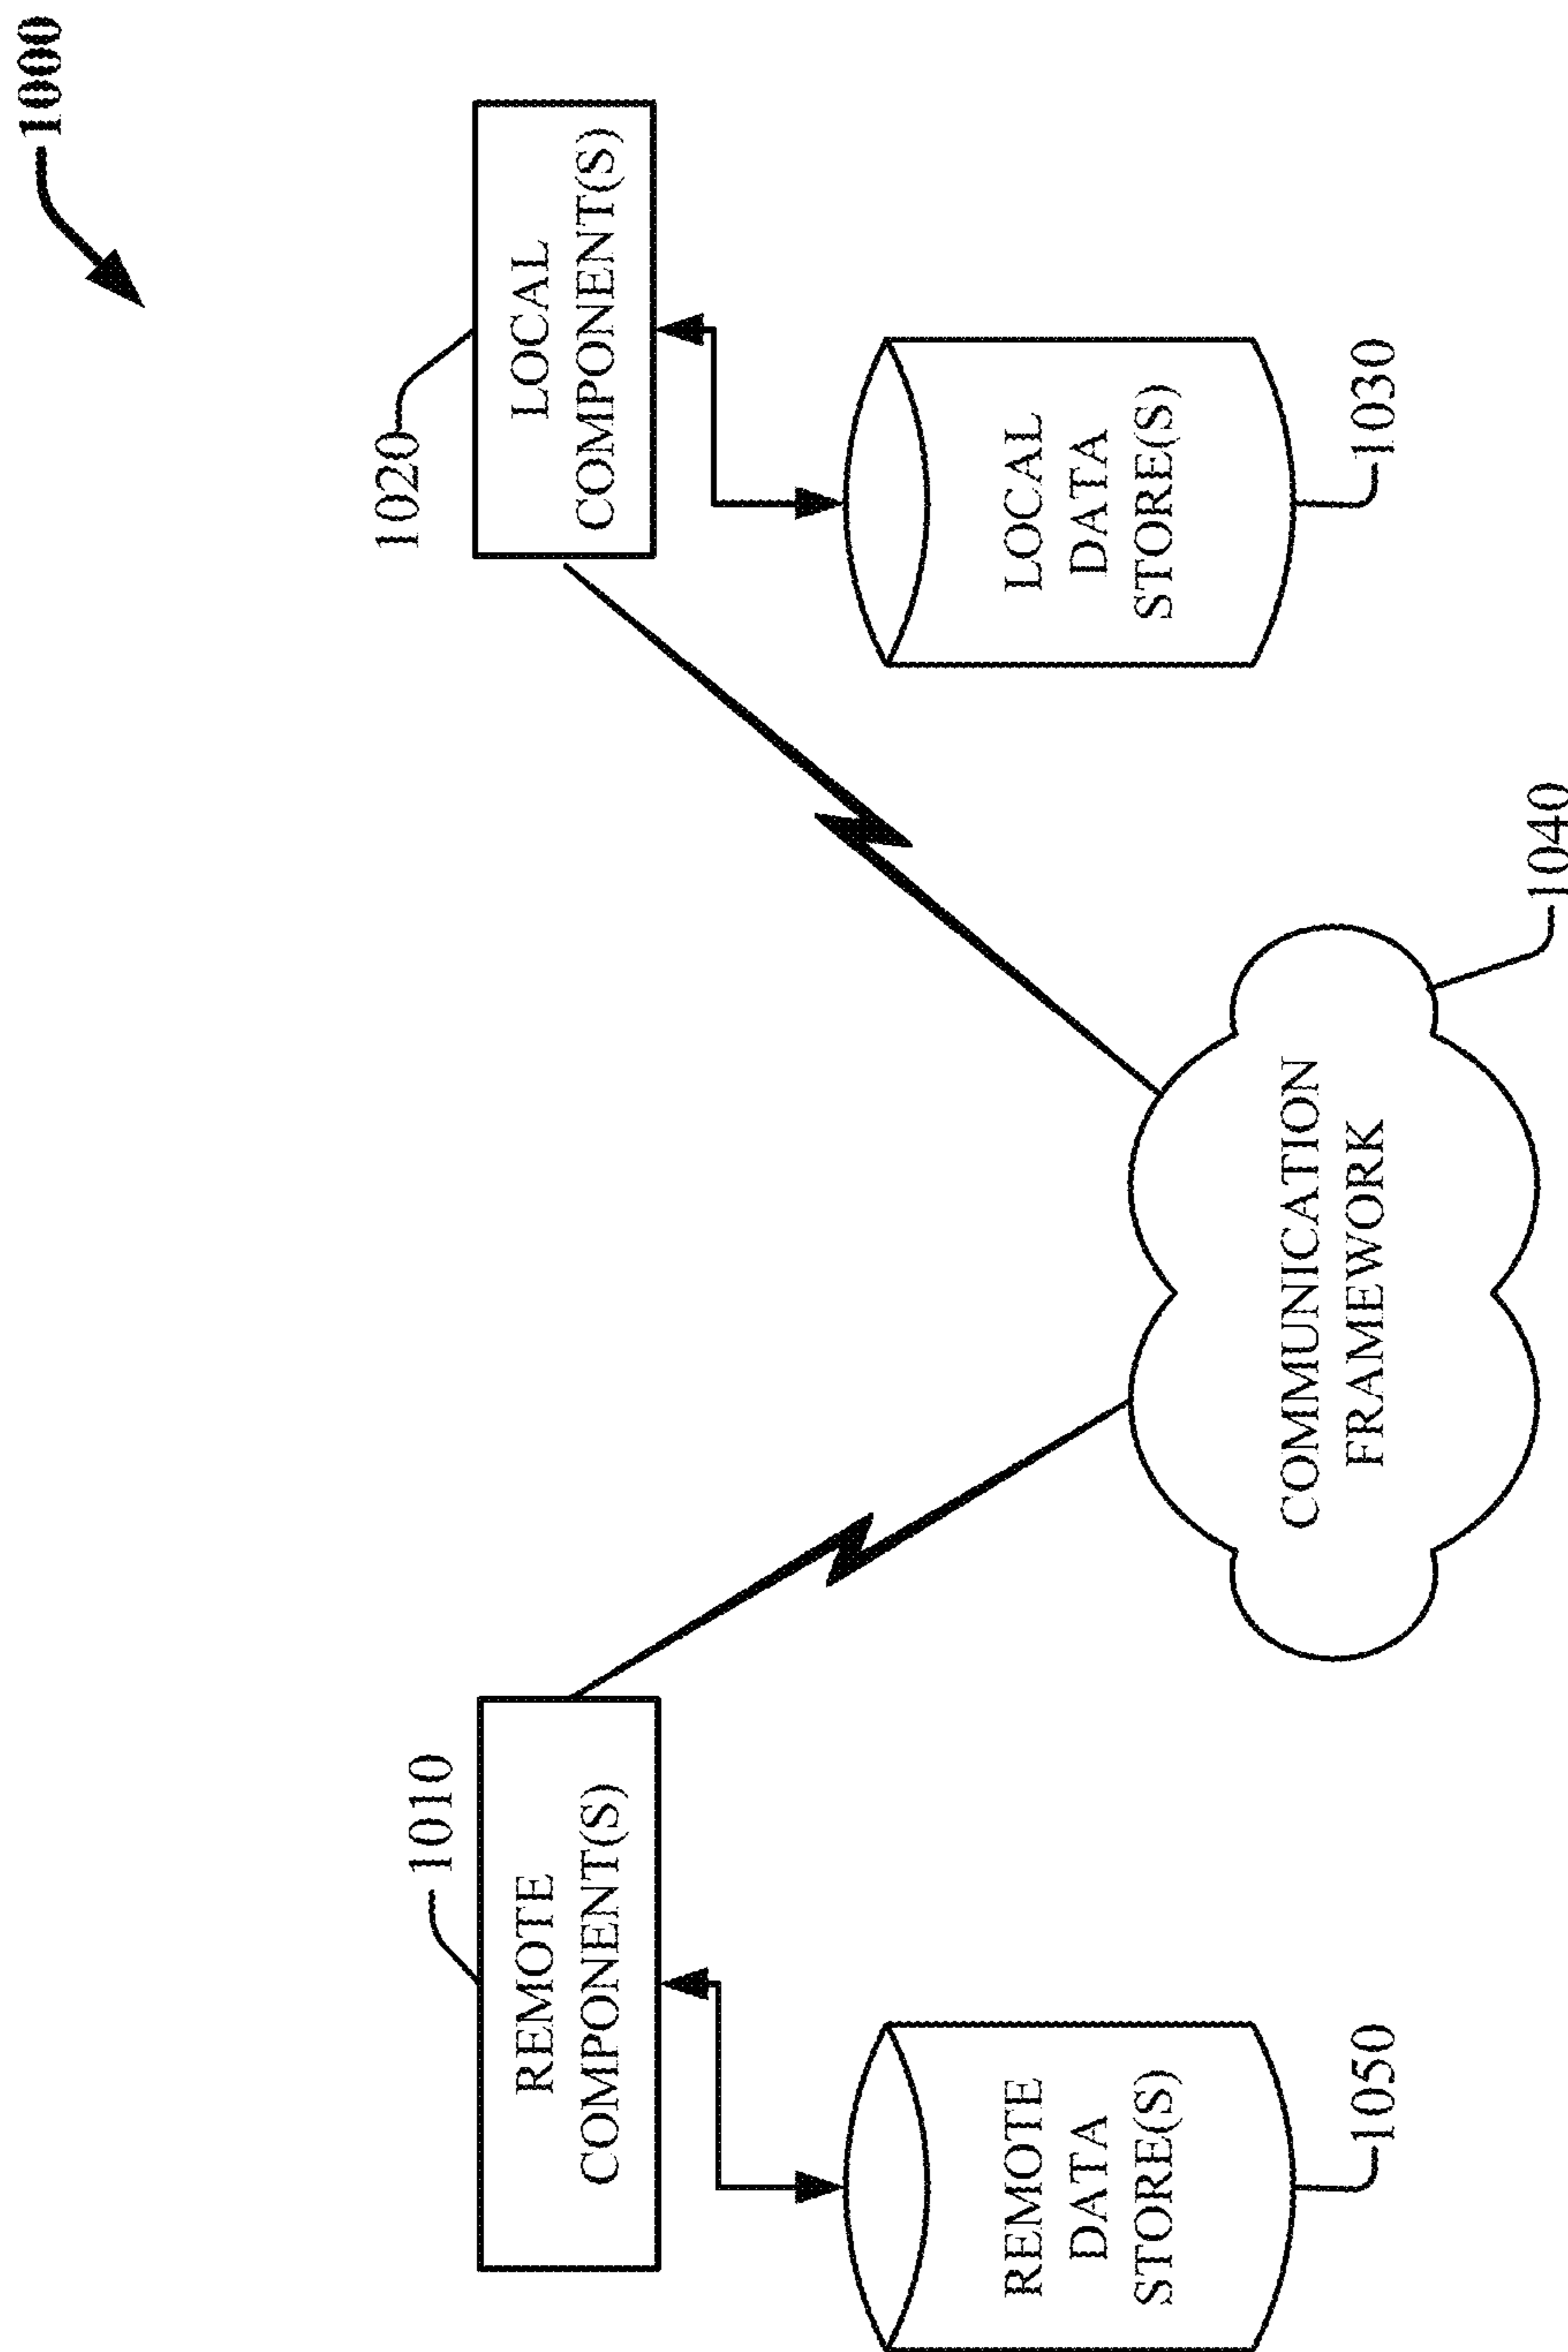 1000
1010
REMOTE
COMPONENT(S)
1020
LOCAL
COMPONENT(S)
REMOTE
DATA
STORE(S)
1050
LOCAL
DATA
STORE(S)
1030
COMMUNICATION
FRAMEWORK
1040